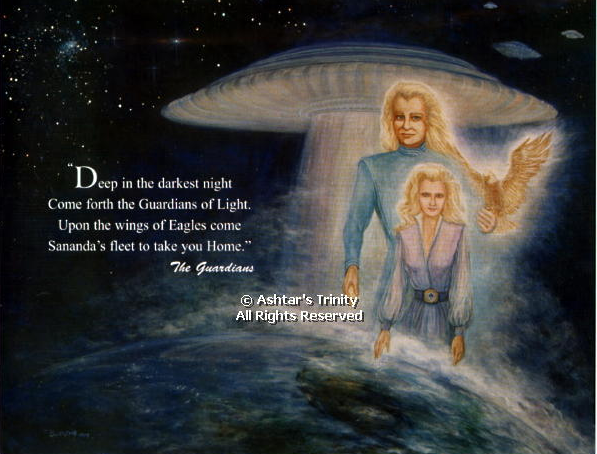 "Deep in the darkest night
Come forth the Guardians of Light.
Upon the wings of Eagles come
Sananda's fleet to take you Home."
The Guardians
© Ashtar's Trinity
All Rights Reserved